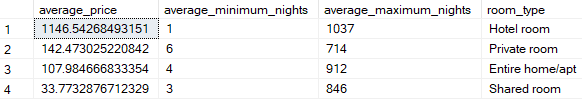 average_price average_minimum_nights average_maximum_nights room_type
1 1146.54268493151 1 1037 Hotel room
2 142.473025220842 6 714 Private room
3 107.984666833354 4 912 Entire home/apt
4 33.7732876712329 3 846 Shared room